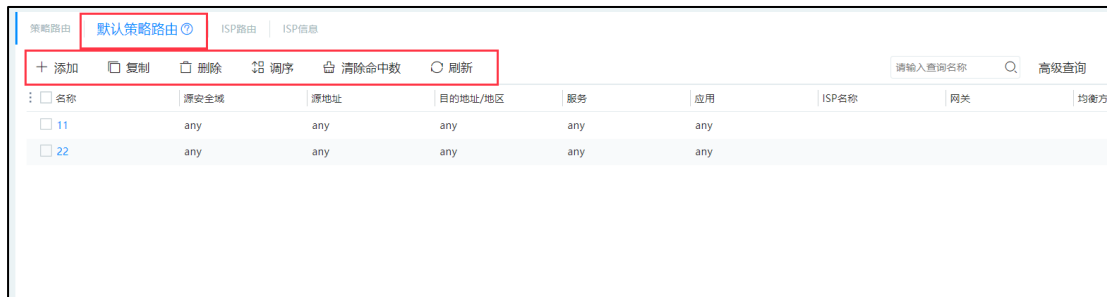 策略路由 默认策略路由 ISP路由 ISP信息
添加 复制 删除 调序 清除命中数 刷新 请输入查询名称 高级查询
名称 源安全域 源地址 目的地址/地区 服务 应用 ISP名称 网关 均衡方
11 any any any any any
22 any any any any any